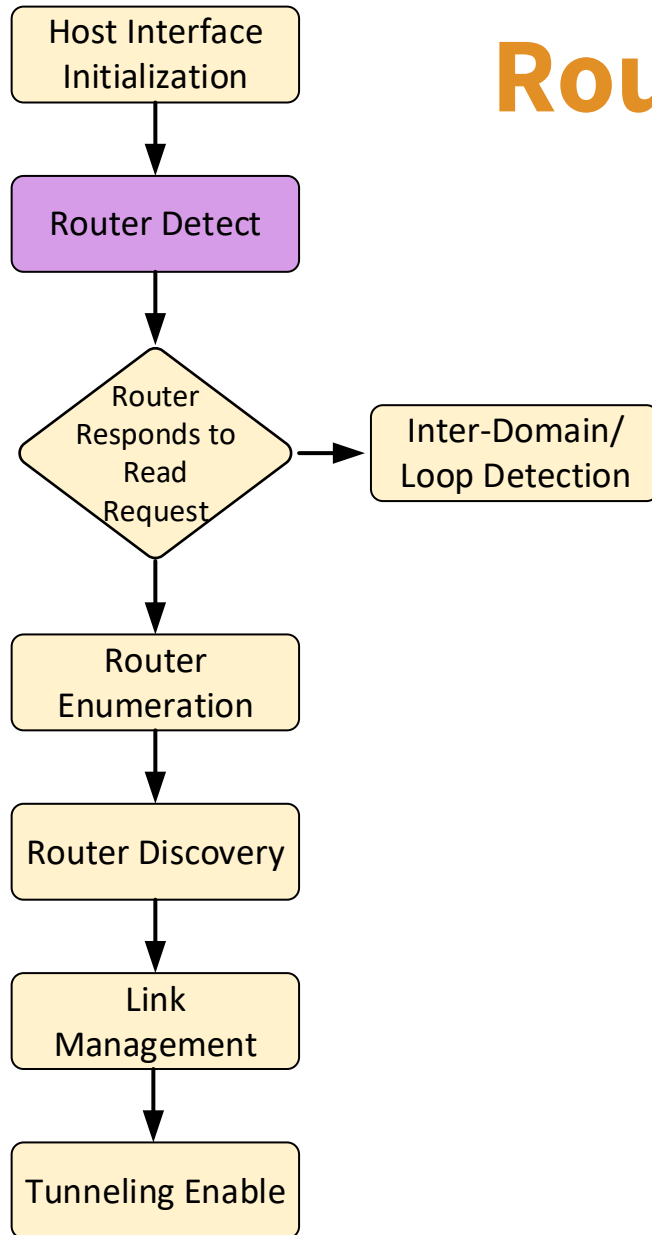 Host Interface
Initialization
Rou
Router Detect
Router
Responds to
Read
Request
Inter-Domain/
Loop Detection
Router
Enumeration
Router Discovery
Link
Management
Tunneling Enable